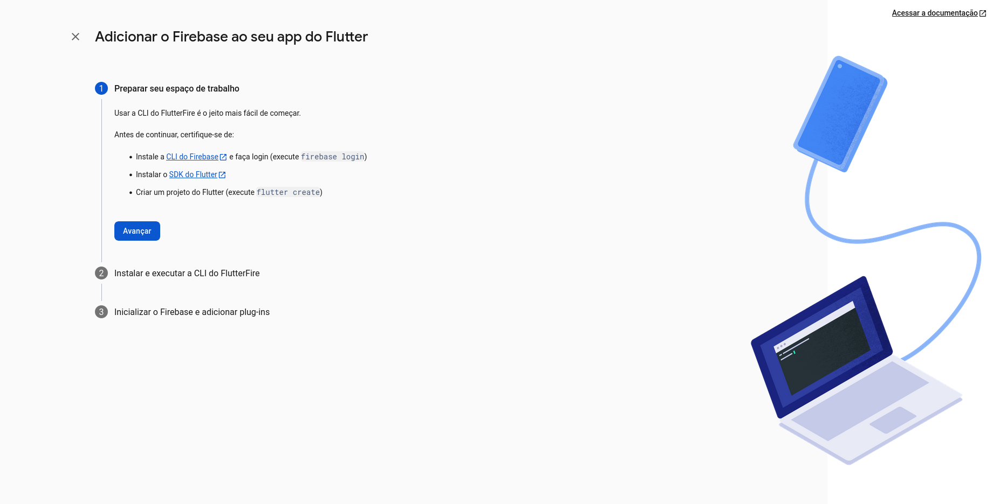 Acessar a documentação
Adicionar o Firebase ao seu app do Flutter
1 Preparar seu espaço de trabalho
Usar a CLI do FlutterFire é o jeito mais fácil de começar.
Antes de continuar, certifique-se de:
• Instale a CLI do Firebase e faça login (execute firebase login)
• Instalar o SDK do Flutter
• Criar um projeto do Flutter (execute flutter create)
Avançar
2 Instalar e executar a CLI do FlutterFire
3 Inicializar o Firebase e adicionar plug-ins